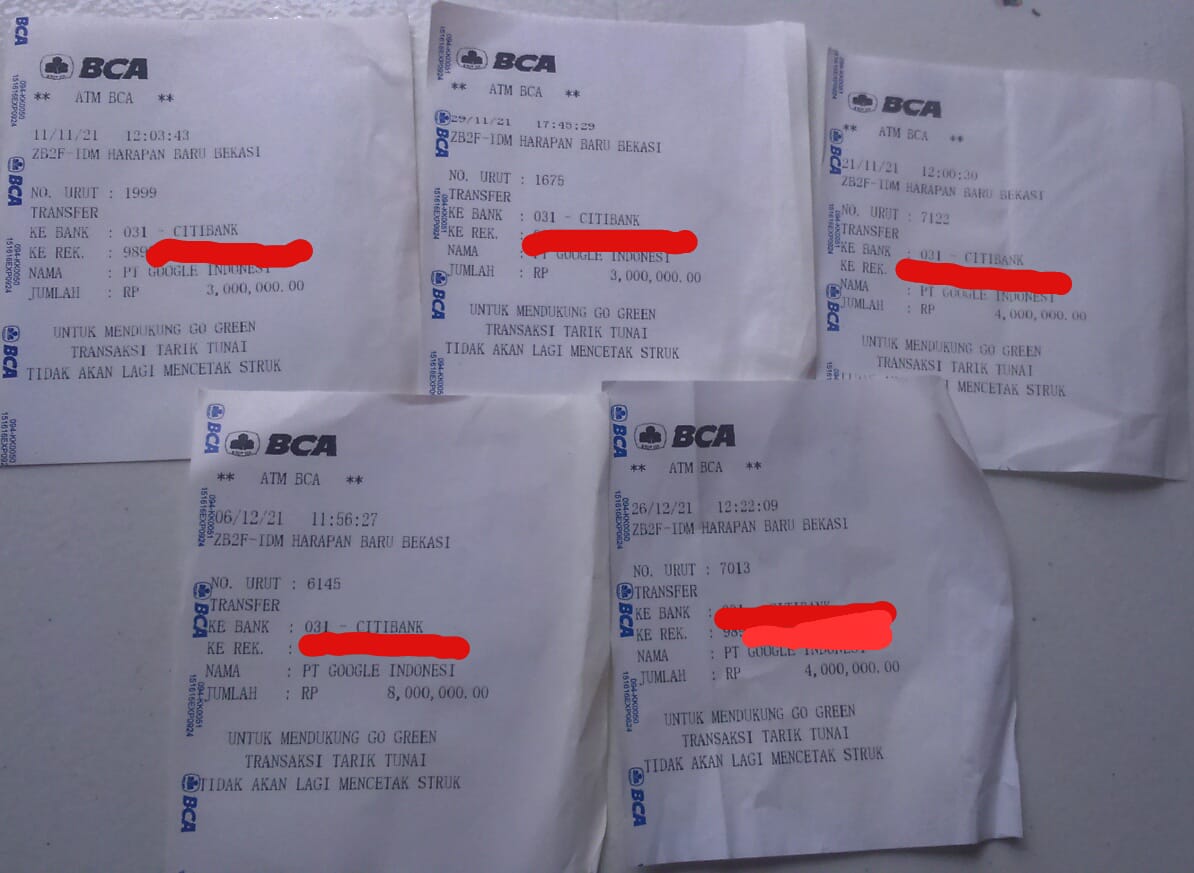 BCA
** ATM BCA **
11/11/21 12:03:43
ZB2F-IDM HARAPAN BARU BEKASI
NO. URUT : 1999
TRANSFER
KE BANK : 031 - CITIBANK
KE REK. : 989
NAMA : PT GOOGLE INDONESI
JUMLAH : RP 3,000,000.00
UNTUK MENDUKUNG GO GREEN
TRANSAKSI TARIK TUNAI
TIDAK AKAN LAGI MENCETAK STRUK
BCA
** ATM BCA **
29/11/21 17:45:29
ZB2F-IDM HARAPAN BARU BEKASI
NO. URUT : 1675
TRANSFER
KE BANK : 031 - CITIBANK
KE REK. :
NAMA : PT GOOGLE INDONESI
JUMLAH : RP 3,000,000.00
UNTUK MENDUKUNG GO GREEN
TRANSAKSI TARIK TUNAI
TIDAK AKAN LAGI MENCETAK STRUK
BCA
** ATM BCA **
21/11/21 12:00:30
ZB2F-IDM HARAPAN BARU BEKASI
NO. URUT : 7122
TRANSFER
KE BANK : 031 - CITIBANK
KE REK.
NAMA : PT GOOGLE INDONESI
JUMLAH : RP 4,000,000.00
UNTUK MENDUKUNG GO GREEN
TRANSAKSI TARIK TUNAI
TIDAK AKAN LAGI MENCETAK STRUK
BCA
** ATM BCA **
06/12/21 11:56:27
ZB2F-IDM HARAPAN BARU BEKASI
NO. URUT : 6145
TRANSFER
KE BANK : 031 - CITIBANK
KE REK. :
NAMA : PT GOOGLE INDONESI
JUMLAH : RP 8,000,000.00
UNTUK MENDUKUNG GO GREEN
TRANSAKSI TARIK TUNAI
TIDAK AKAN LAGI MENCETAK STRUK
BCA
** ATM BCA **
26/12/21 12:22:09
ZB2F-IDM HARAPAN BARU BEKASI
NO. URUT : 7013
TRANSFER
KE BANK :
KE REK. :
NAMA : PT GOOGLE INDONESI
JUMLAH : RP 4,000,000.00
UNTUK MENDUKUNG GO GREEN
TRANSAKSI TARIK TUNAI
TIDAK AKAN LAGI MENCETAK STRUK